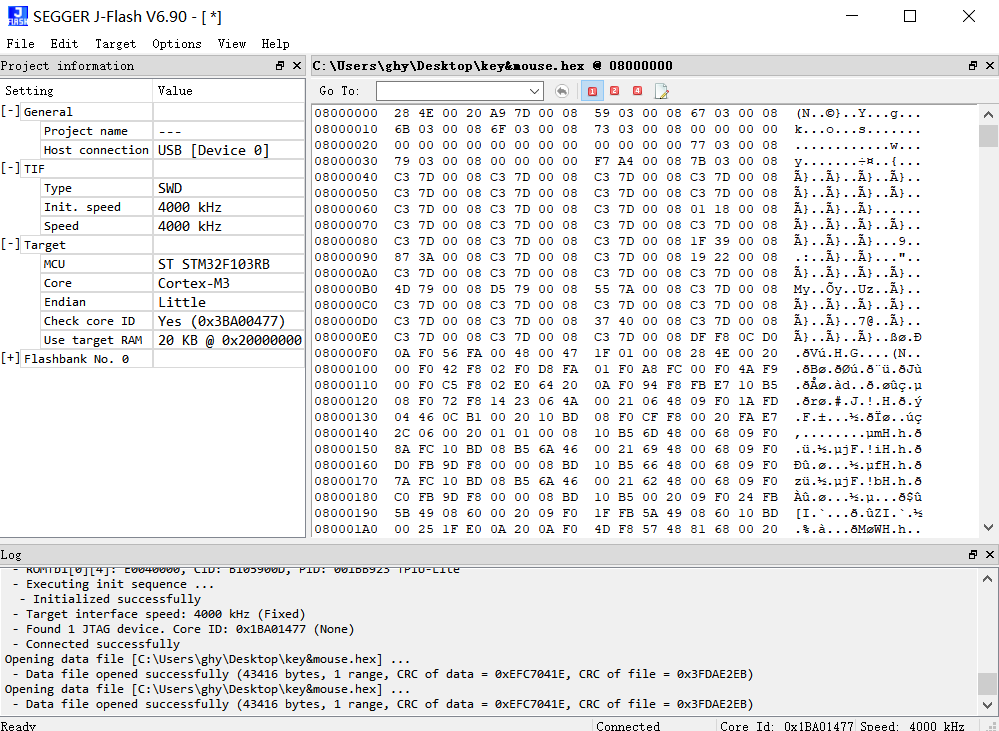 SEGGER J-Flash V6.90 - [ *]
File Edit Target Options View Help
Project information
Setting Value
[-] General
Project name ---
Host connection USB [Device 0]
[-] TIF
Type SWD
Init. speed 4000 kHz
Speed 4000 kHz
[-] Target
MCU ST STM32F103RB
Core Cortex-M3
Endian Little
Check core ID Yes (0x3BA00477)
Use target RAM 20 KB @ 0x20000000
[+] Flashbank No. 0
C:\Users\ghy\Desktop\key&mouse.hex @ 08000000
Go To: 1 2 4
08000000 28 4E 00 20 A9 7D 00 08 59 03 00 08 67 03 00 08 (N. ©}..Y...g...
08000010 6B 03 00 08 6F 03 00 08 73 03 00 08 00 00 00 00 k...o...s.......
08000020 00 00 00 00 00 00 00 00 00 00 00 00 77 03 00 08 ............w...
08000030 79 03 00 08 00 00 00 00 F7 A4 00 08 7B 03 00 08 y.......÷¤..{...
08000040 C3 7D 00 08 C3 7D 00 08 C3 7D 00 08 C3 7D 00 08 Ã}..Ã}..Ã}..Ã}..
08000050 C3 7D 00 08 C3 7D 00 08 C3 7D 00 08 C3 7D 00 08 Ã}..Ã}..Ã}..Ã}..
08000060 C3 7D 00 08 C3 7D 00 08 C3 7D 00 08 01 18 00 08 Ã}..Ã}..Ã}......
08000070 C3 7D 00 08 C3 7D 00 08 C3 7D 00 08 C3 7D 00 08 Ã}..Ã}..Ã}..Ã}..
08000080 C3 7D 00 08 C3 7D 00 08 C3 7D 00 08 1F 39 00 08 Ã}..Ã}..Ã}...9..
08000090 87 3A 00 08 C3 7D 00 08 C3 7D 00 08 19 22 00 08 .:..Ã}..Ã}..."..
080000A0 C3 7D 00 08 C3 7D 00 08 C3 7D 00 08 C3 7D 00 08 Ã}..Ã}..Ã}..Ã}..
080000B0 4D 79 00 08 D5 79 00 08 55 7A 00 08 C3 7D 00 08 My..Õy..Uz..Ã}..
080000C0 C3 7D 00 08 C3 7D 00 08 C3 7D 00 08 C3 7D 00 08 Ã}..Ã}..Ã}..Ã}..
080000D0 C3 7D 00 08 C3 7D 00 08 37 40 00 08 C3 7D 00 08 Ã}..Ã}..7@..Ã}..
080000E0 C3 7D 00 08 C3 7D 00 08 C3 7D 00 08 DF F8 0C D0 Ã}..Ã}..Ã}..ßø.Ð
080000F0 0A F0 56 FA 00 48 00 47 1F 01 00 08 28 4E 00 20 .ðVú.H.G....(N..
08000100 00 F0 42 F8 02 F0 D8 FA 01 F0 A8 FC 00 F0 4A F9 .ðBø.ðØú.ð¨ü.ðJù
08000110 00 F0 C5 F8 02 E0 64 20 0A F0 94 F8 FB E7 10 B5 .ðÅø.àd..ð.øûç.µ
08000120 08 F0 72 F8 14 23 06 4A 00 21 06 48 09 F0 1A FD .ðrø.#.J.!.H.ð.ý
08000130 04 46 0C B1 00 20 10 BD 08 F0 CF F8 00 20 FA E7 .F.±...½.ðÏø..úç
08000140 2C 06 00 20 01 01 00 08 10 B5 6D 48 00 68 09 F0 ,........µmH.h.ð
08000150 8A FC 10 BD 08 B5 6A 46 00 21 69 48 00 68 09 F0 .ü.½.µjF.!iH.h.ð
08000160 D0 FB 9D F8 00 00 08 BD 10 B5 66 48 00 68 09 F0 Ðû.ø...½.µfH.h.ð
08000170 7A FC 10 BD 08 B5 6A 46 00 21 62 48 00 68 09 F0 zü.½.µjF.!bH.h.ð
08000180 C0 FB 9D F8 00 00 08 BD 10 B5 00 20 09 F0 24 FB Àû.ø...½.µ...ð$û
08000190 5B 49 08 60 00 20 09 F0 1F FB 5A 49 08 60 10 BD [I.`...ð.ûZI.`.½
080001A0 00 25 1F E0 0A 20 0A F0 4D F8 57 48 81 68 00 20 .%.à...ðMøWH.h..
Log
- ROMTbl[0][4]: E0040000, CID: B105900D, PID: 001BB923 TPIU-Lite
- Executing init sequence ...
- Initialized successfully
- Target interface speed: 4000 kHz (Fixed)
- Found 1 JTAG device. Core ID: 0x1BA01477 (None)
- Connected successfully
Opening data file [C:\Users\ghy\Desktop\key&mouse.hex] ...
- Data file opened successfully (43416 bytes, 1 range, CRC of data = 0xEFC7041E, CRC of file = 0x3FDAE2EB)
Opening data file [C:\Users\ghy\Desktop\key&mouse.hex] ...
- Data file opened successfully (43416 bytes, 1 range, CRC of data = 0xEFC7041E, CRC of file = 0x3FDAE2EB)
Ready Connected Core Id: 0x1BA01477 Speed: 4000 kHz